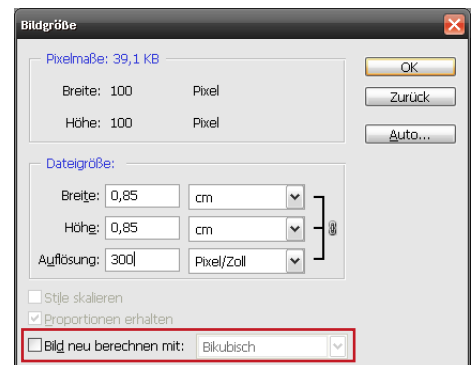 Bildgröße
Pixelmaße: 39,1 KB
Breite: 100 Pixel
Höhe: 100 Pixel
OK
Zurück
Auto...
Dateigröße:
Breite: 0,85 cm
Höhe: 0,85 cm
Auflösung: 300 Pixel/Zoll
Stile skalieren
Proportionen erhalten
Bild neu berechnen mit: Bikubisch